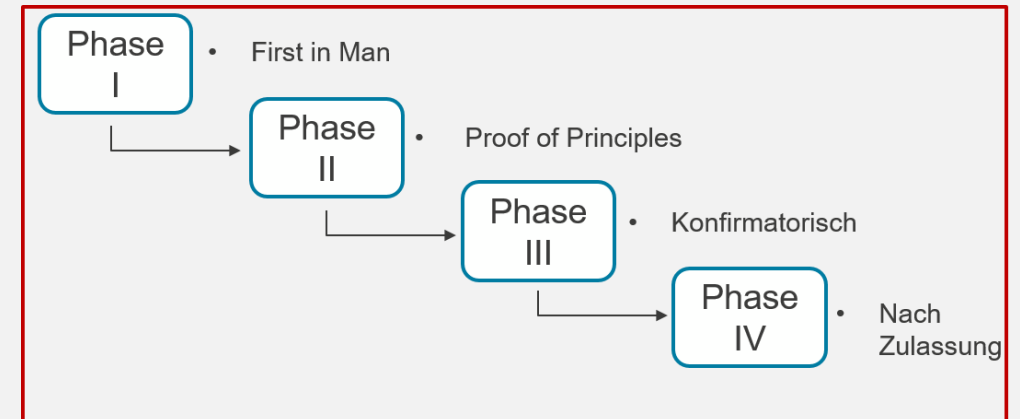 Phase
I
• First in Man
Phase
II
• Proof of Principles
Phase
III
• Konfirmatorisch
Phase
IV
• Nach
Zulassung